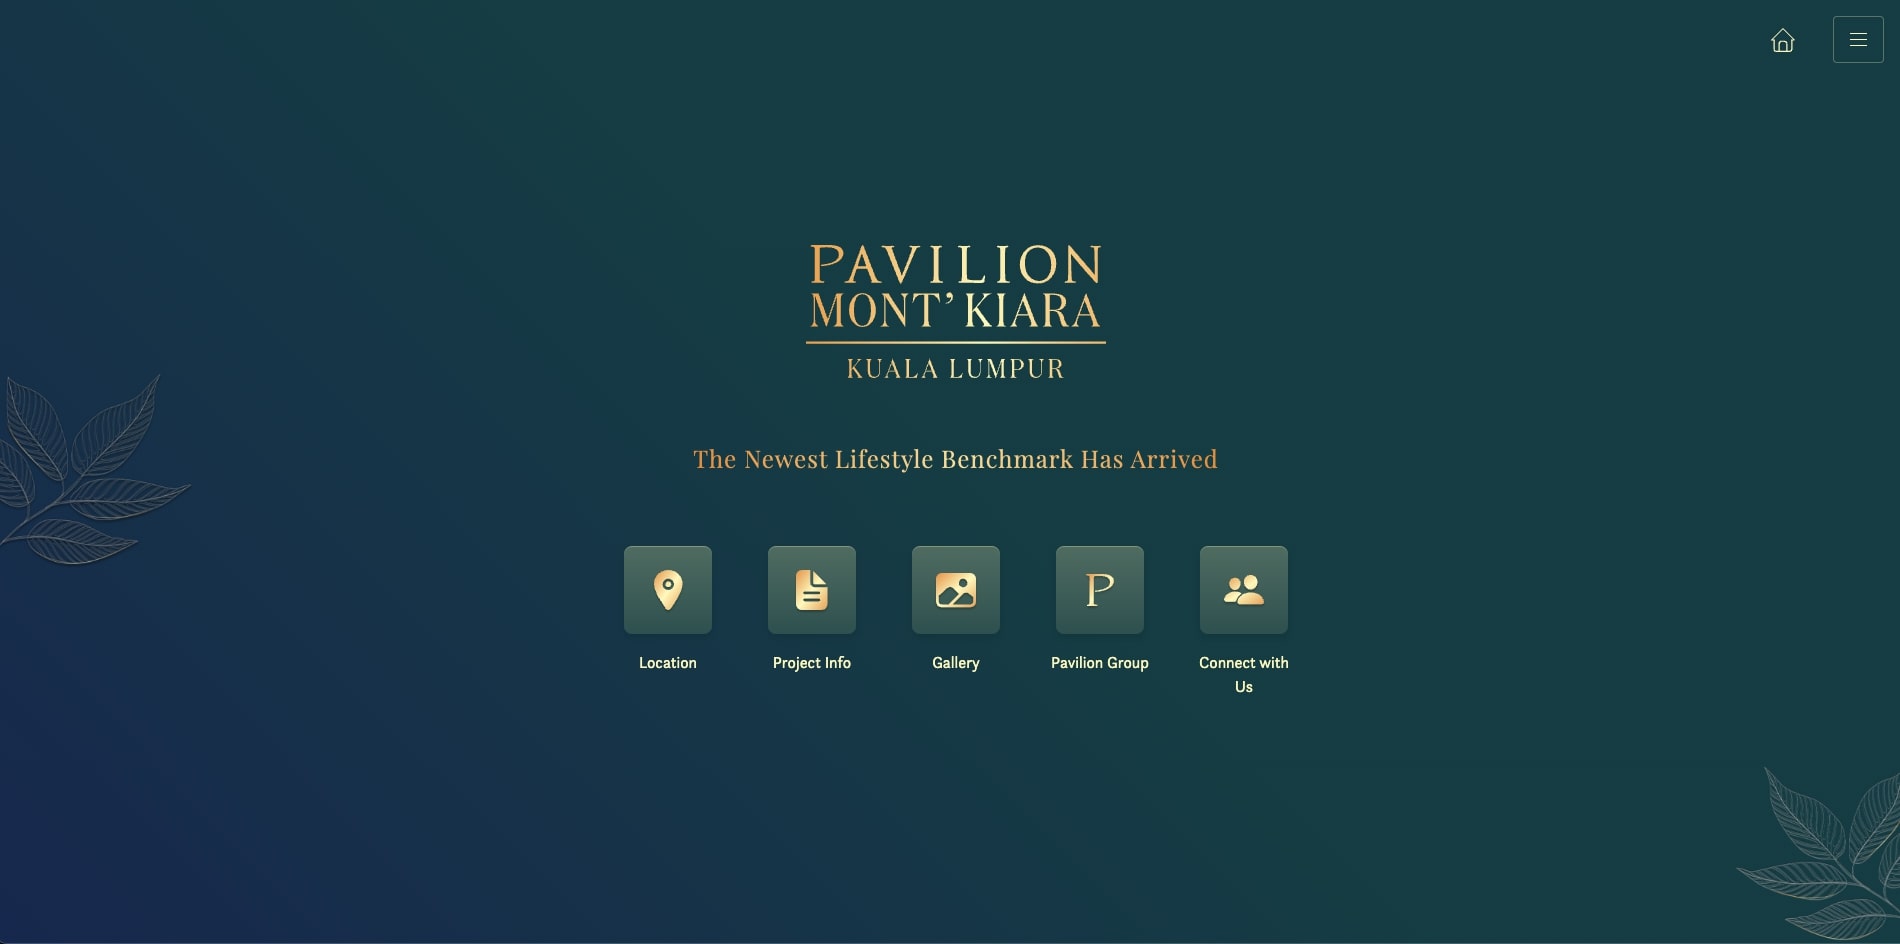 PAVILION
MONT’KIARA
KUALA LUMPUR
The Newest Lifestyle Benchmark Has Arrived
P
Location
Project Info
Gallery
Pavilion Group
Connect with
Us